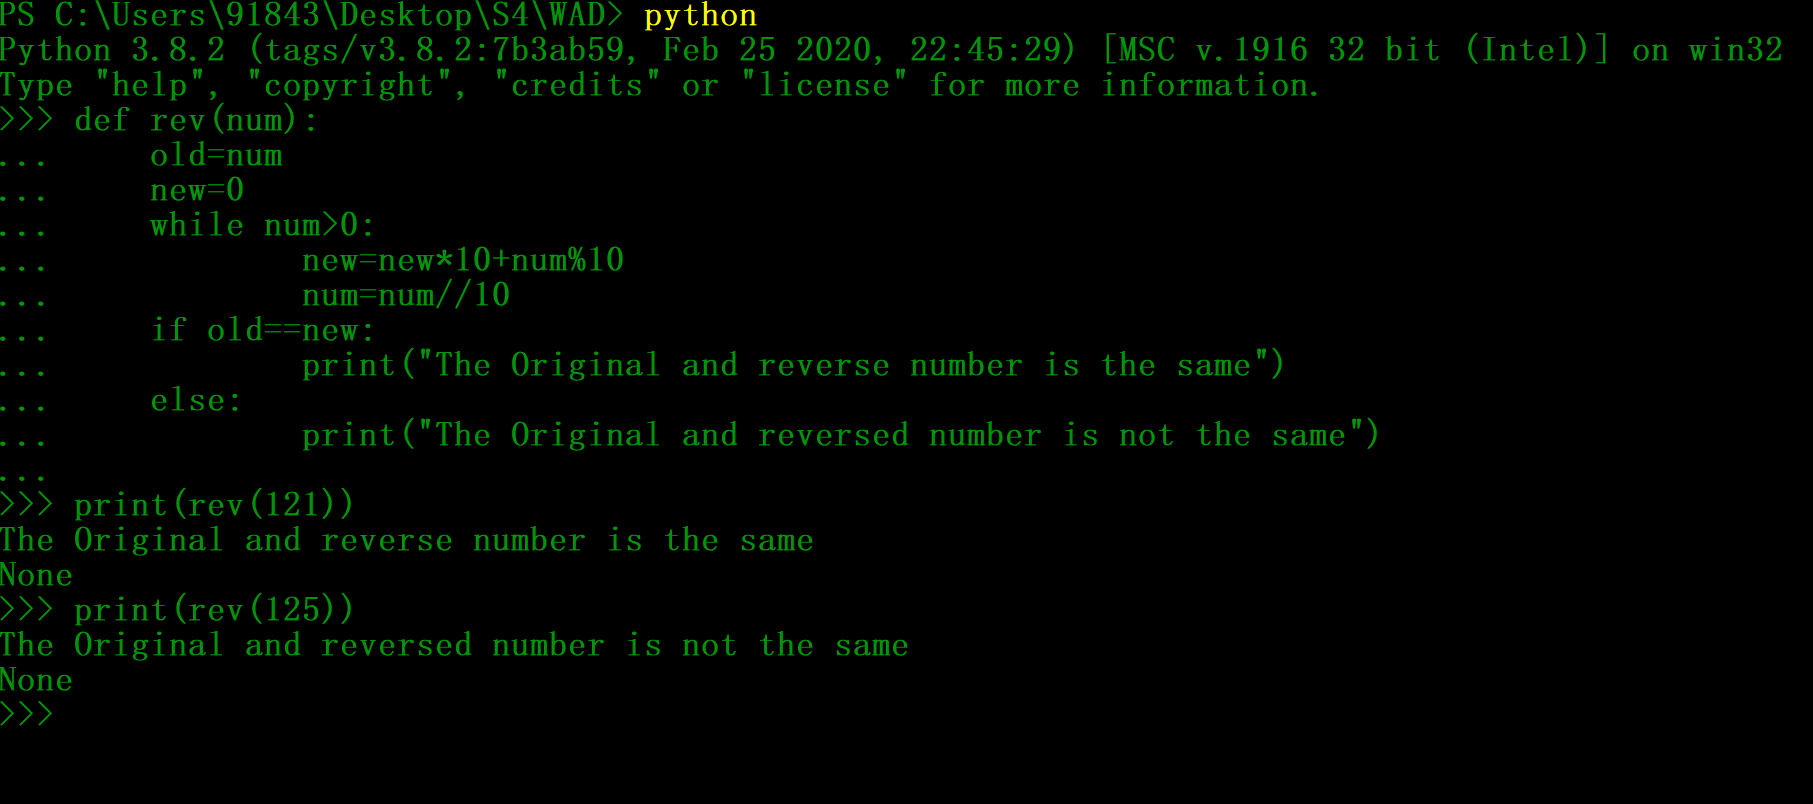 PS C:\Users\91843\Desktop\S4\WAD> python
Python 3.8.2 (tags/v3.8.2:7b3ab59, Feb 25 2020, 22:45:29) [MSC v.1916 32 bit (Intel)] on win32
Type "help", "copyright", "credits" or "license" for more information.
>>> def rev(num):
...     old=num
...     new=0
...     while num>0:
...             new=new*10+num%10
...             num=num//10
...     if old==new:
...             print("The Original and reverse number is the same")
...     else:
...             print("The Original and reversed number is not the same")
...
>>> print(rev(121))
The Original and reverse number is the same
None
>>> print(rev(125))
The Original and reversed number is not the same
None
>>>